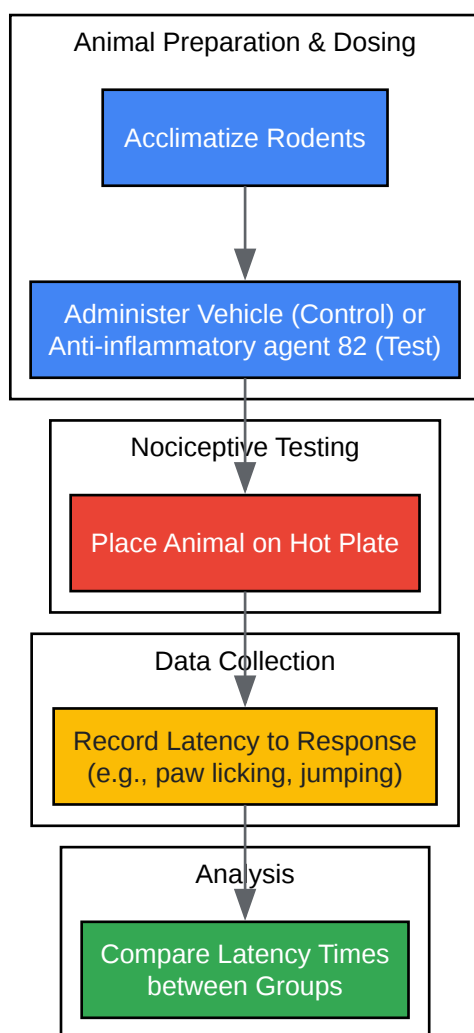 Animal Preparation & Dosing
Acclimatize Rodents
Administer Vehicle (Control) or
Anti-inflammatory agent 82 (Test)
Nociceptive Testing
Place Animal on Hot Plate
Data Collection
Record Latency to Response
(e.g., paw licking, jumping)
Analysis
Compare Latency Times
between Groups